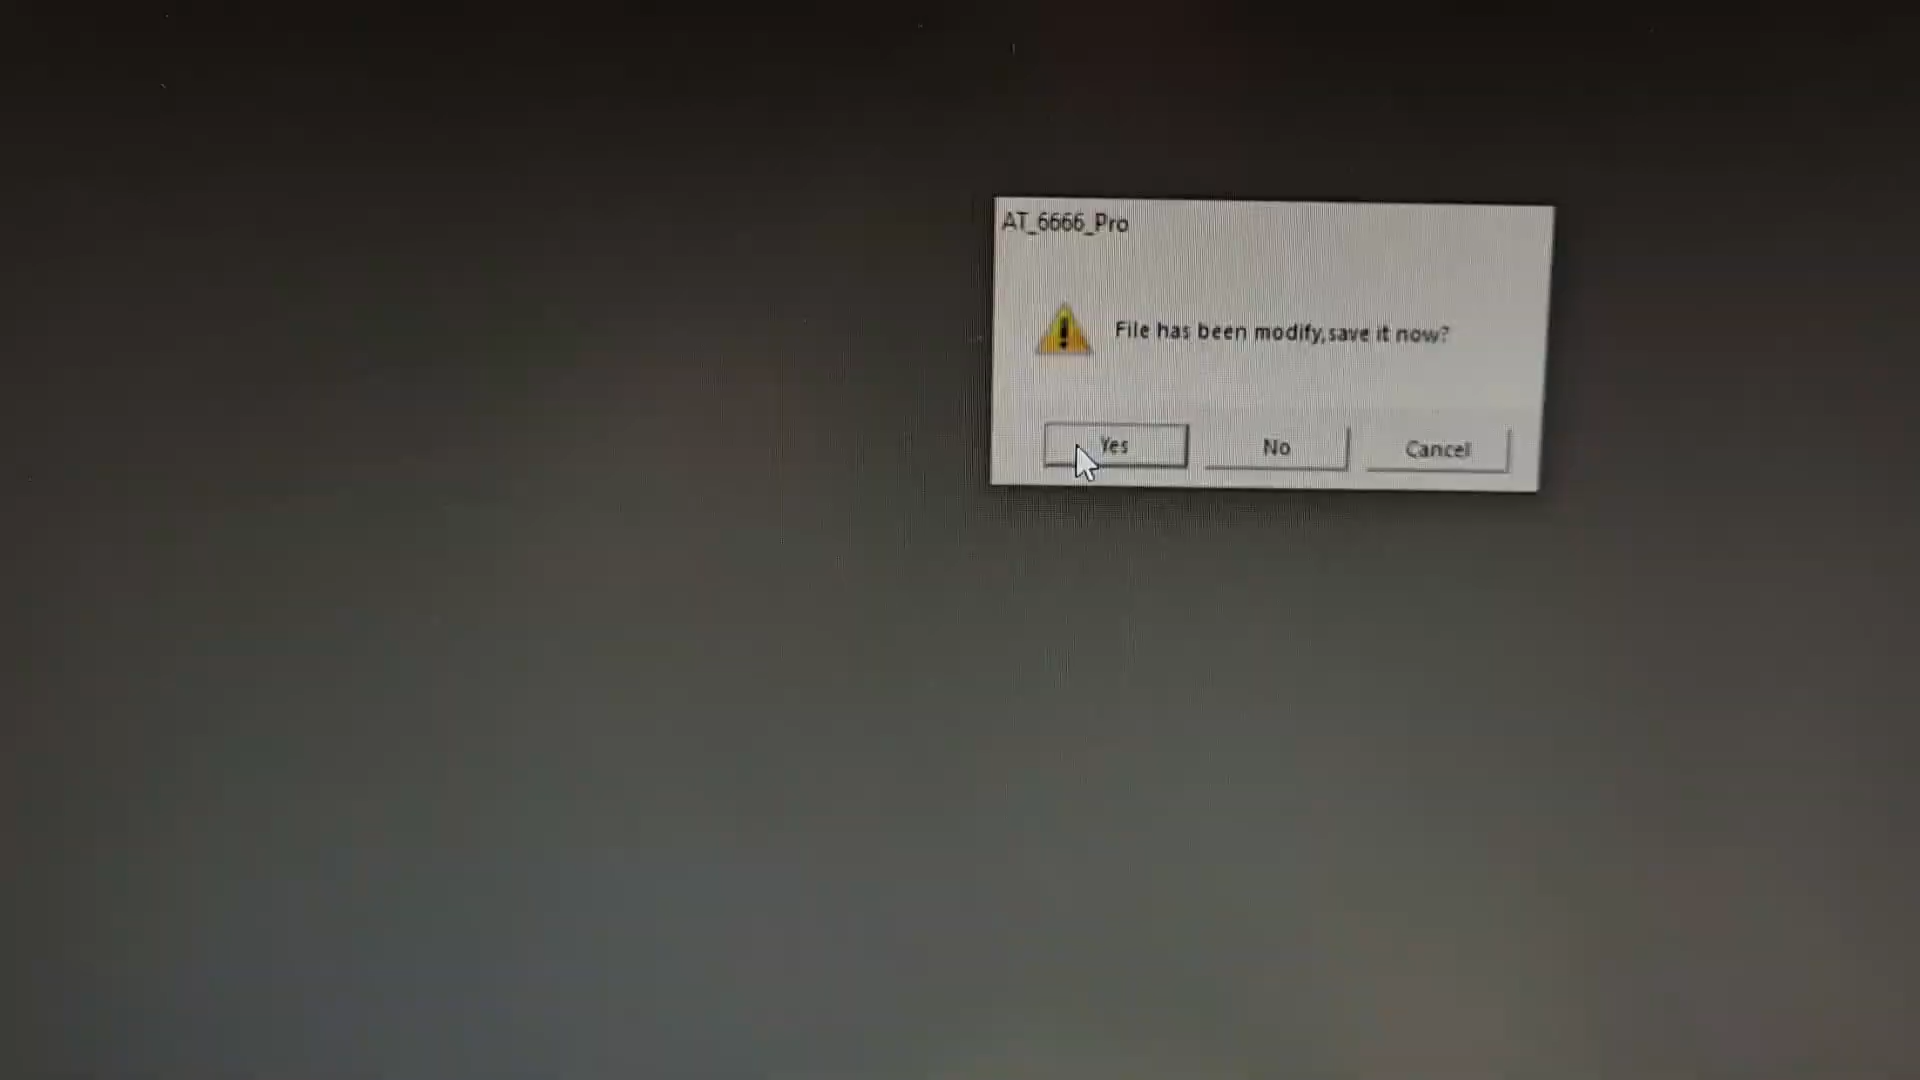 AT_6666_Pro
File has been modify,save it now?
Yes
No
Cancel